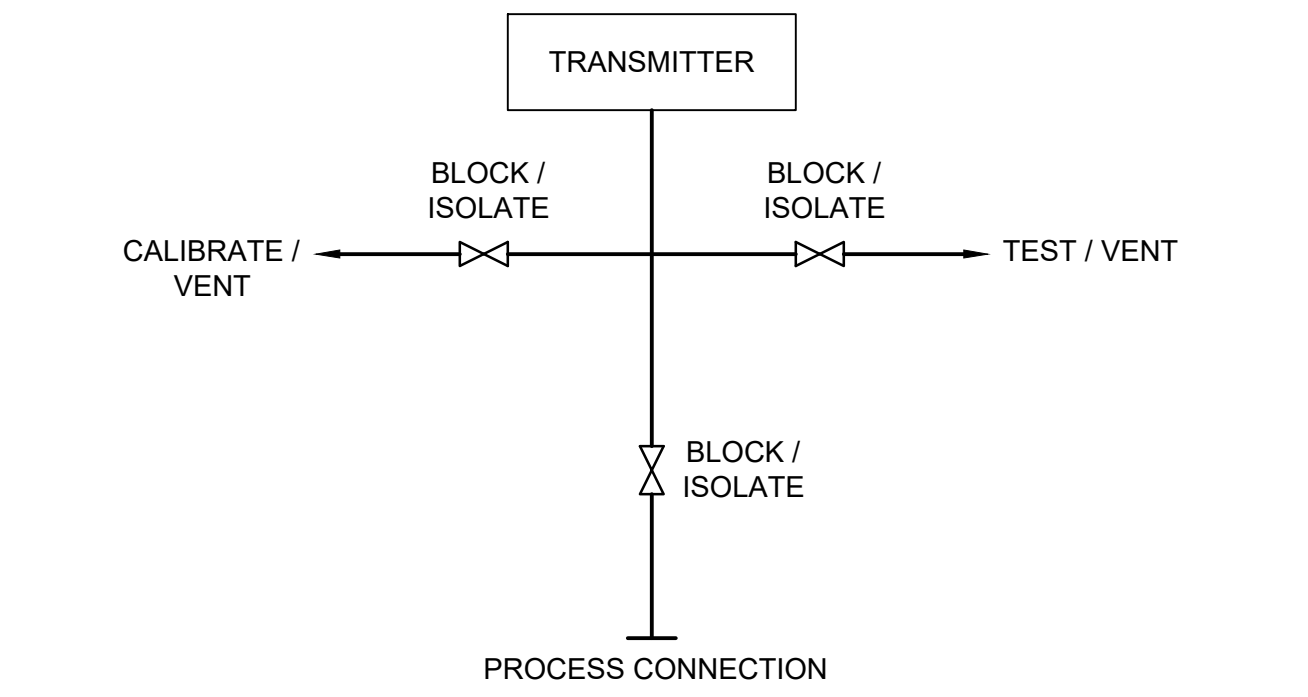 TRANSMITTER
BLOCK /
ISOLATE
BLOCK /
ISOLATE
CALIBRATE /
VENT
TEST / VENT
BLOCK /
ISOLATE
PROCESS CONNECTION